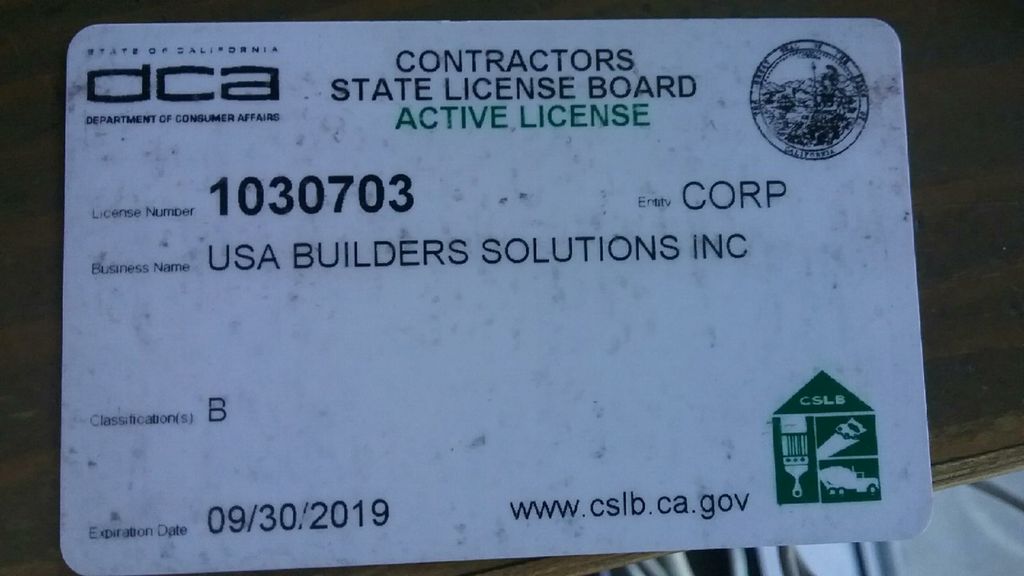 STATE OF CALIFORNIA
dca
DEPARTMENT OF CONSUMER AFFAIRS
CONTRACTORS
STATE LICENSE BOARD
ACTIVE LICENSE
CALIFORNIA
License Number 1030703 Entity CORP
Business Name USA BUILDERS SOLUTIONS INC
Classification(s) B
CSLB
Expiration Date 09/30/2019 www.cslb.ca.gov